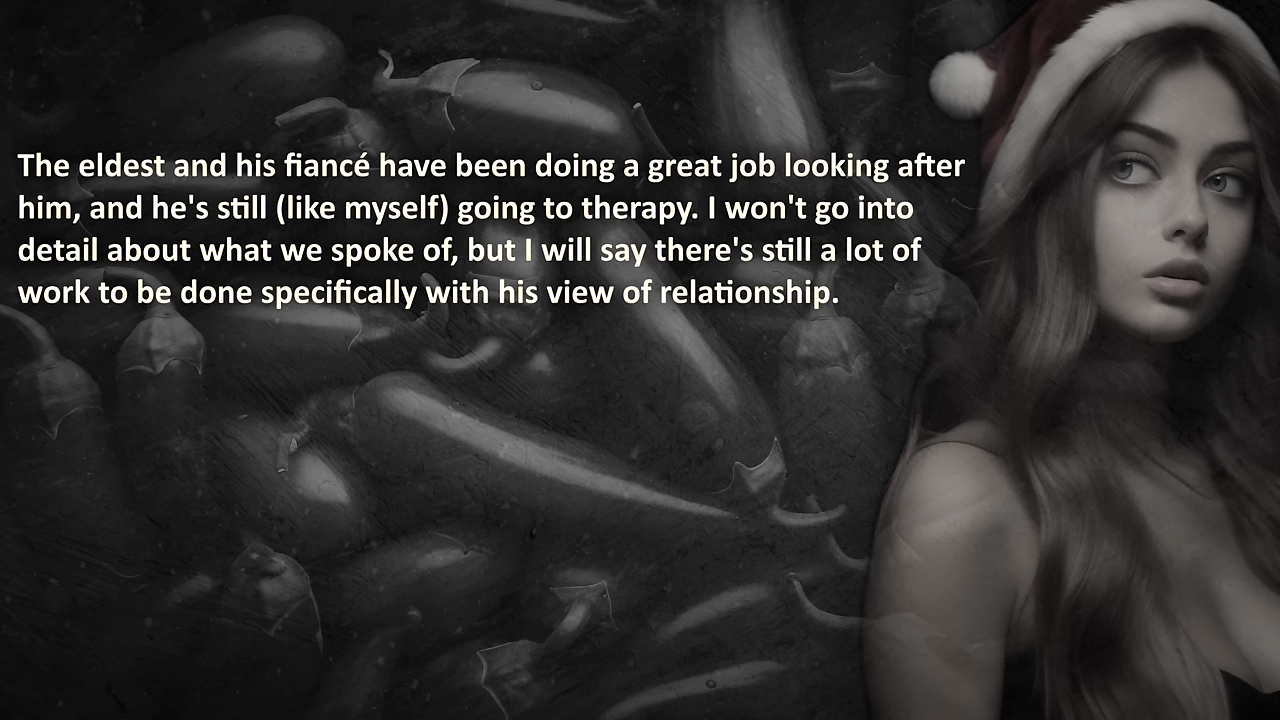 The eldest and his fiancé have been doing a great job looking after
him, and he's still (like myself) going to therapy. I won't go into
detail about what we spoke of, but I will say there's still a lot of
work to be done specifically with his view of relationship.